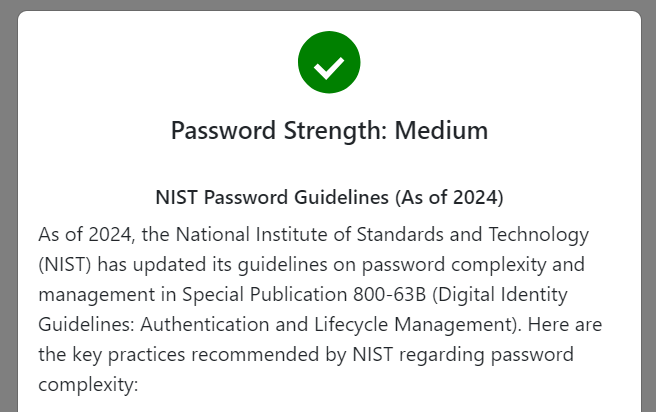 Password Strength: Medium
NIST Password Guidelines (As of 2024)
As of 2024, the National Institute of Standards and Technology
(NIST) has updated its guidelines on password complexity and
management in Special Publication 800-63B (Digital Identity
Guidelines: Authentication and Lifecycle Management). Here are
the key practices recommended by NIST regarding password
complexity: